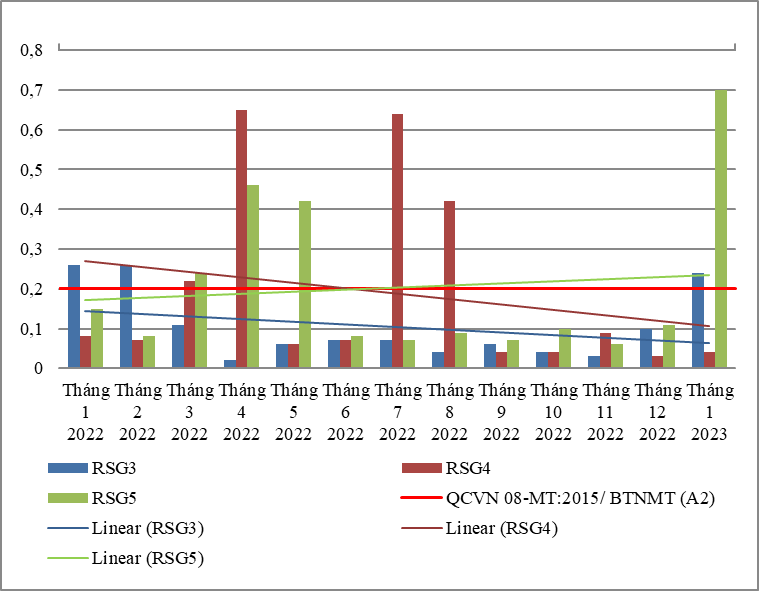 0,8
0,7
0,6
0,5
0,4
0,3
0,2
0,1
0
Tháng Tháng Tháng Tháng Tháng Tháng Tháng Tháng Tháng Tháng Tháng Tháng Tháng
1 2 3 4 5 6 7 8 9 10 11 12 1
2022 2022 2022 2022 2022 2022 2022 2022 2022 2022 2022 2022 2023
RSG3 RSG4
RSG5 QCVN 08-MT:2015/ BTNMT (A2)
Linear (RSG3) Linear (RSG4)
Linear (RSG5)